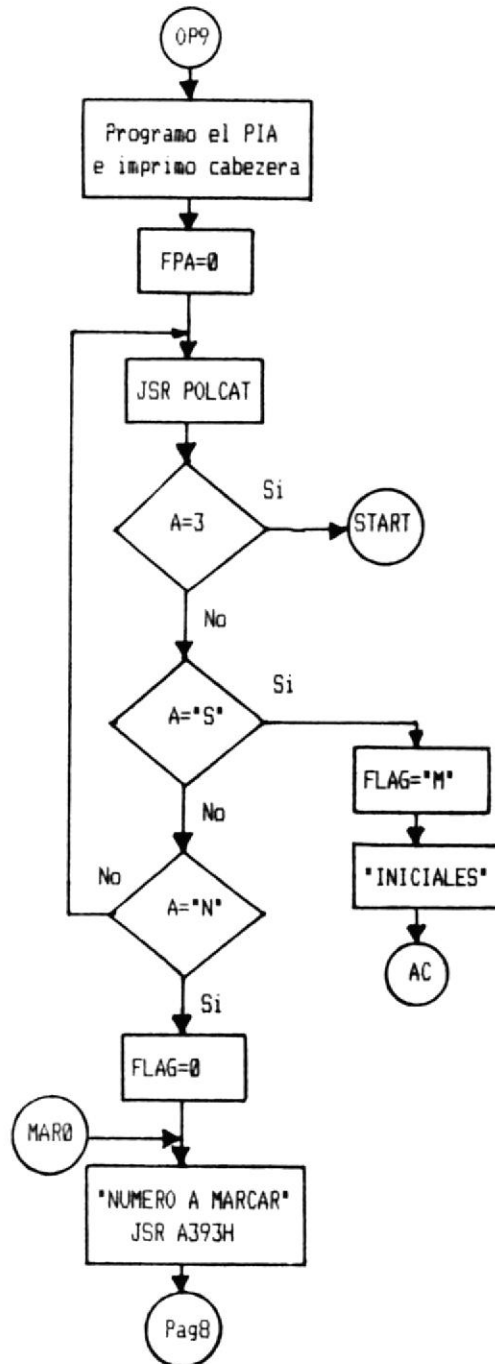 OP9
Programo el PIA
e imprimo cabezera
FPA=0
JSR POLCAT
A=3
Si
START
No
A="S"
Si
FLAG="M"
No
"INICIALES"
No
A="N"
AC
Si
FLAG=0
MAR0
"NUMERO A MARCAR"
JSR A393H
Pag8